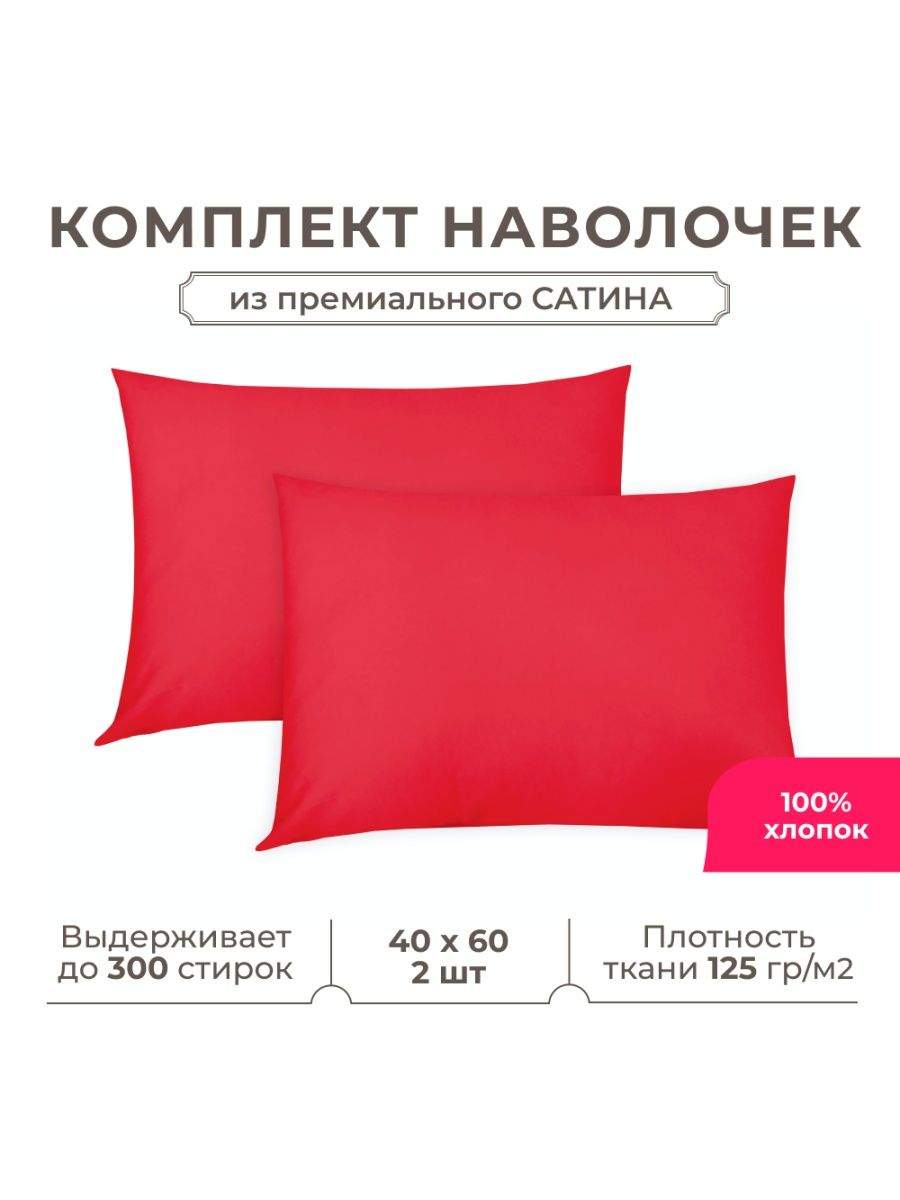 КОМПЛЕКТ НАВОЛОЧЕК
из премиального САТИНА
100%
хлопок
Выдерживает
до 300 стирок
40 х 60
2 шт
Плотность
ткани 125 гр/м2